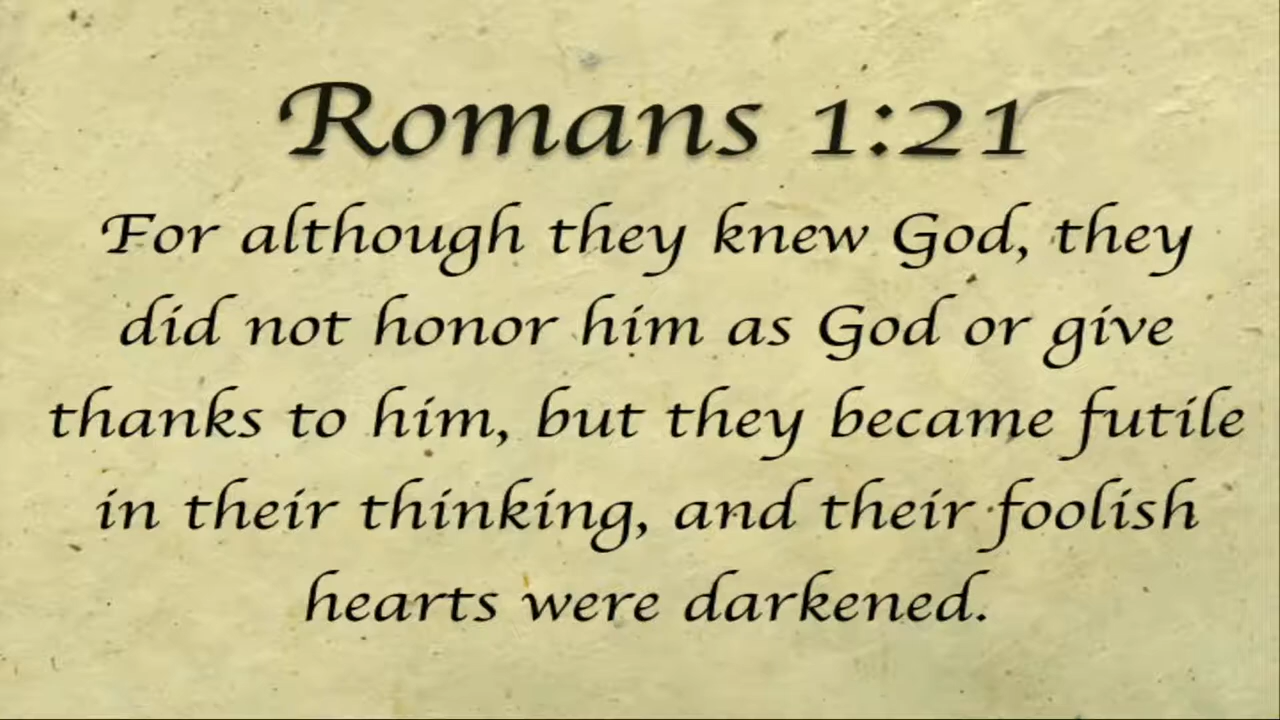 Romans 1:21
For although they knew God, they
did not honor him as God or give
thanks to him, but they became futile
in their thinking, and their foolish
hearts were darkened.